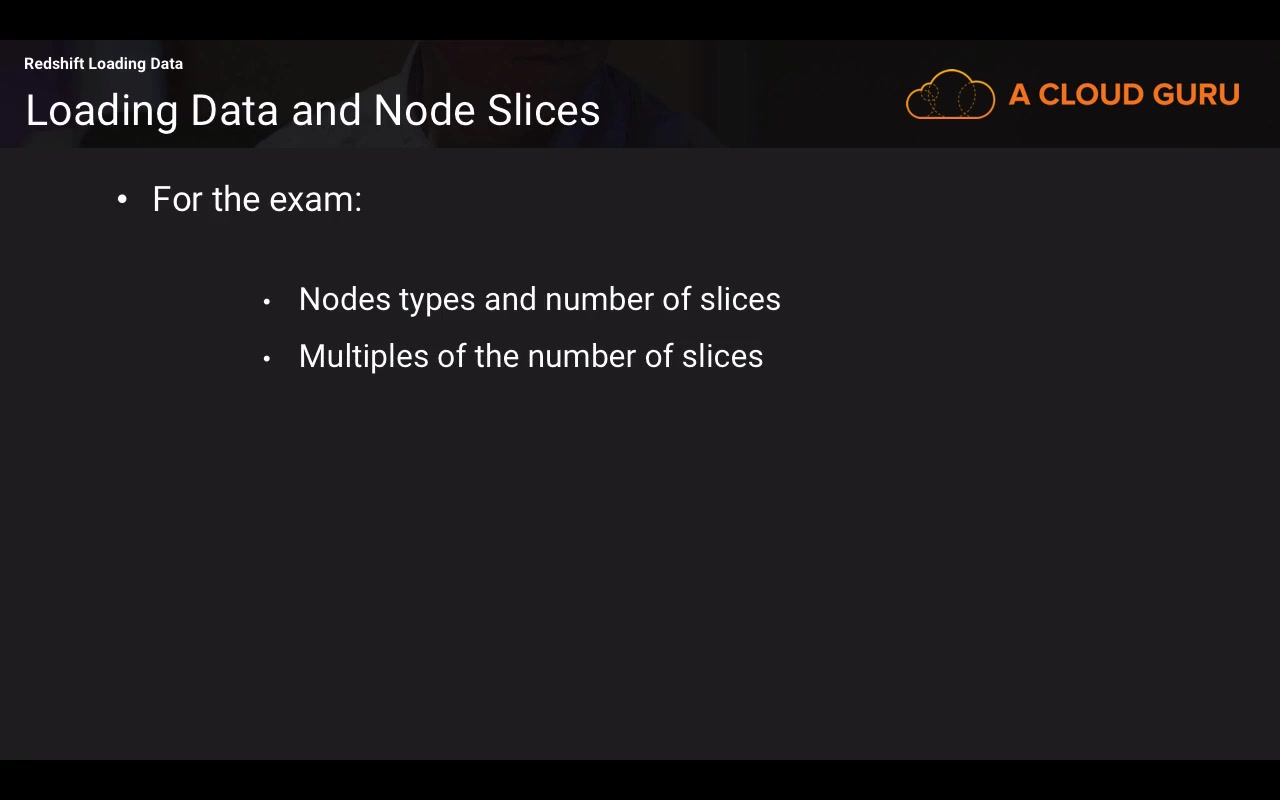 Redshift Loading Data
Loading Data and Node Slices
A CLOUD GURU
• For the exam:
• Nodes types and number of slices
• Multiples of the number of slices